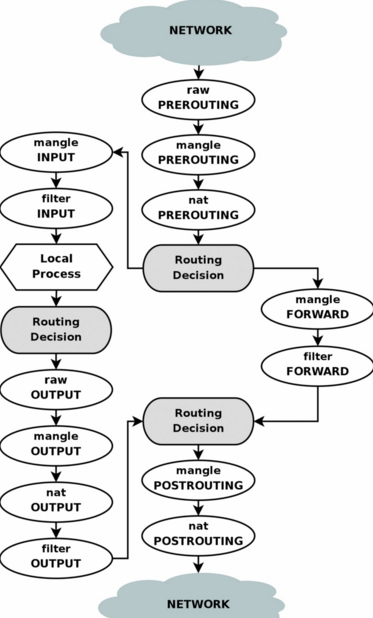 NETWORK
raw
PREROUTING
mangle
PREROUTING
nat
PREROUTING
Routing
Decision
mangle
INPUT
filter
INPUT
Local
Process
Routing
Decision
raw
OUTPUT
mangle
OUTPUT
nat
OUTPUT
filter
OUTPUT
mangle
FORWARD
filter
FORWARD
Routing
Decision
mangle
POSTROUTING
nat
POSTROUTING
NETWORK